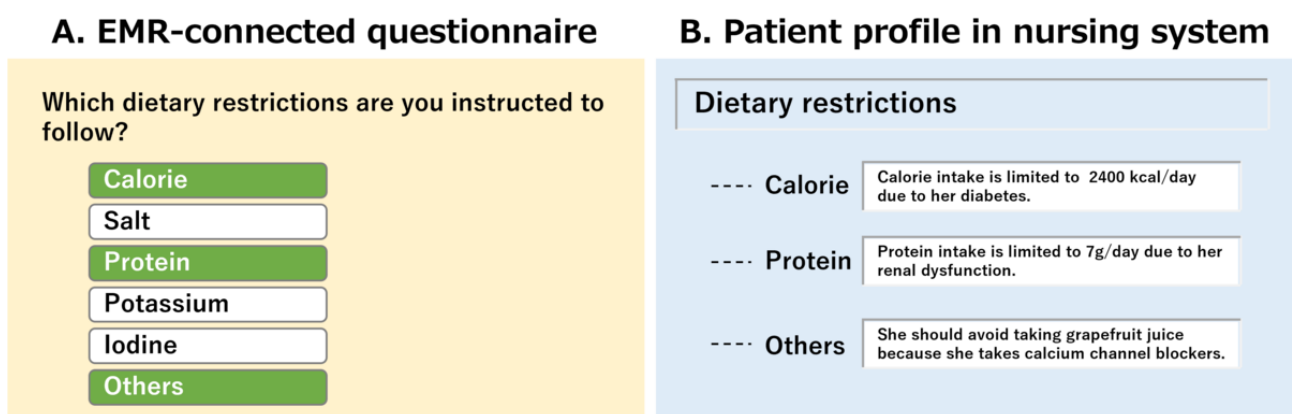 A. EMR-connected questionnaire
Which dietary restrictions are you instructed to
follow?
Calorie
Salt
Protein
Potassium
Iodine
Others
B. Patient profile in nursing system
Dietary restrictions
---- Calorie
Calorie intake is limited to 2400 kcal/day
due to her diabetes.
---- Protein
Protein intake is limited to 7g/day due to her
renal dysfunction.
---- Others
She should avoid taking grapefruit juice
because she takes calcium channel blockers.